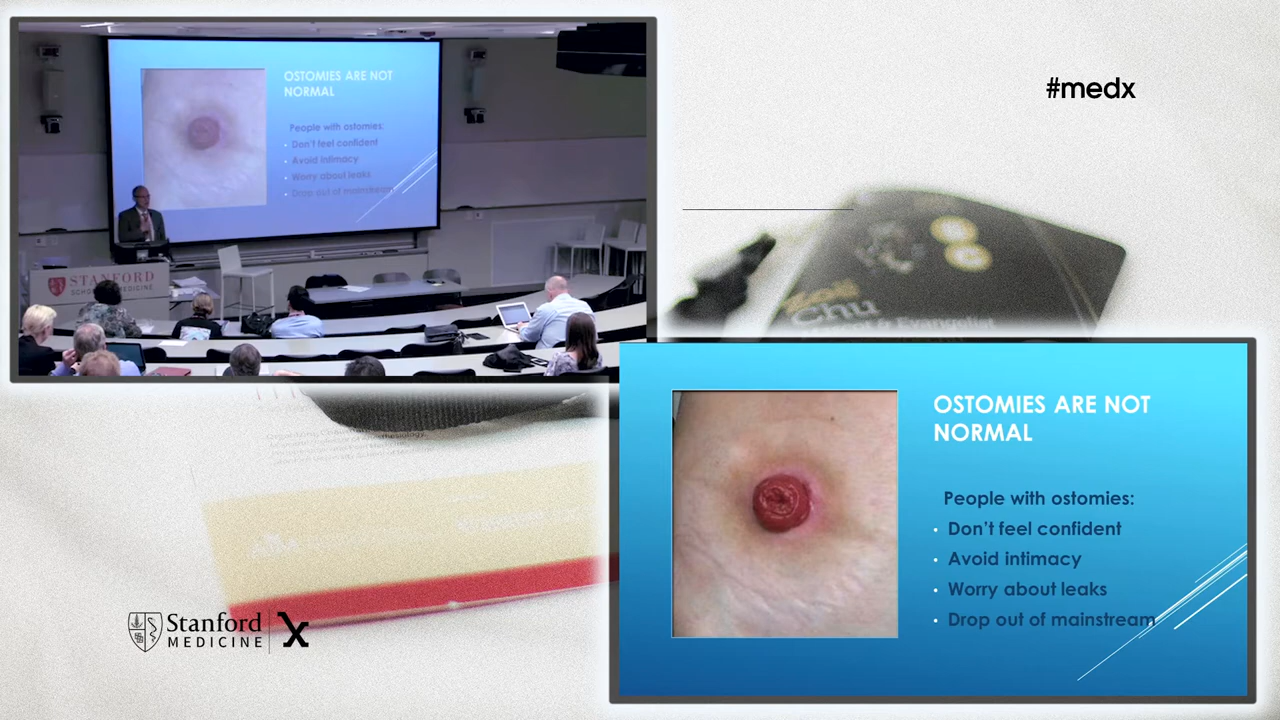 OSTOMIES ARE NOT
NORMAL
People with ostomies:
Don't feel confident
Avoid intimacy
Worry about leaks
Drop out of mainstream
STANFORD
#medx
Chu
OSTOMIES ARE NOT
NORMAL
People with ostomies:
Don't feel confident
Avoid intimacy
Worry about leaks
Drop out of mainstream
Stanford
MEDICINE X